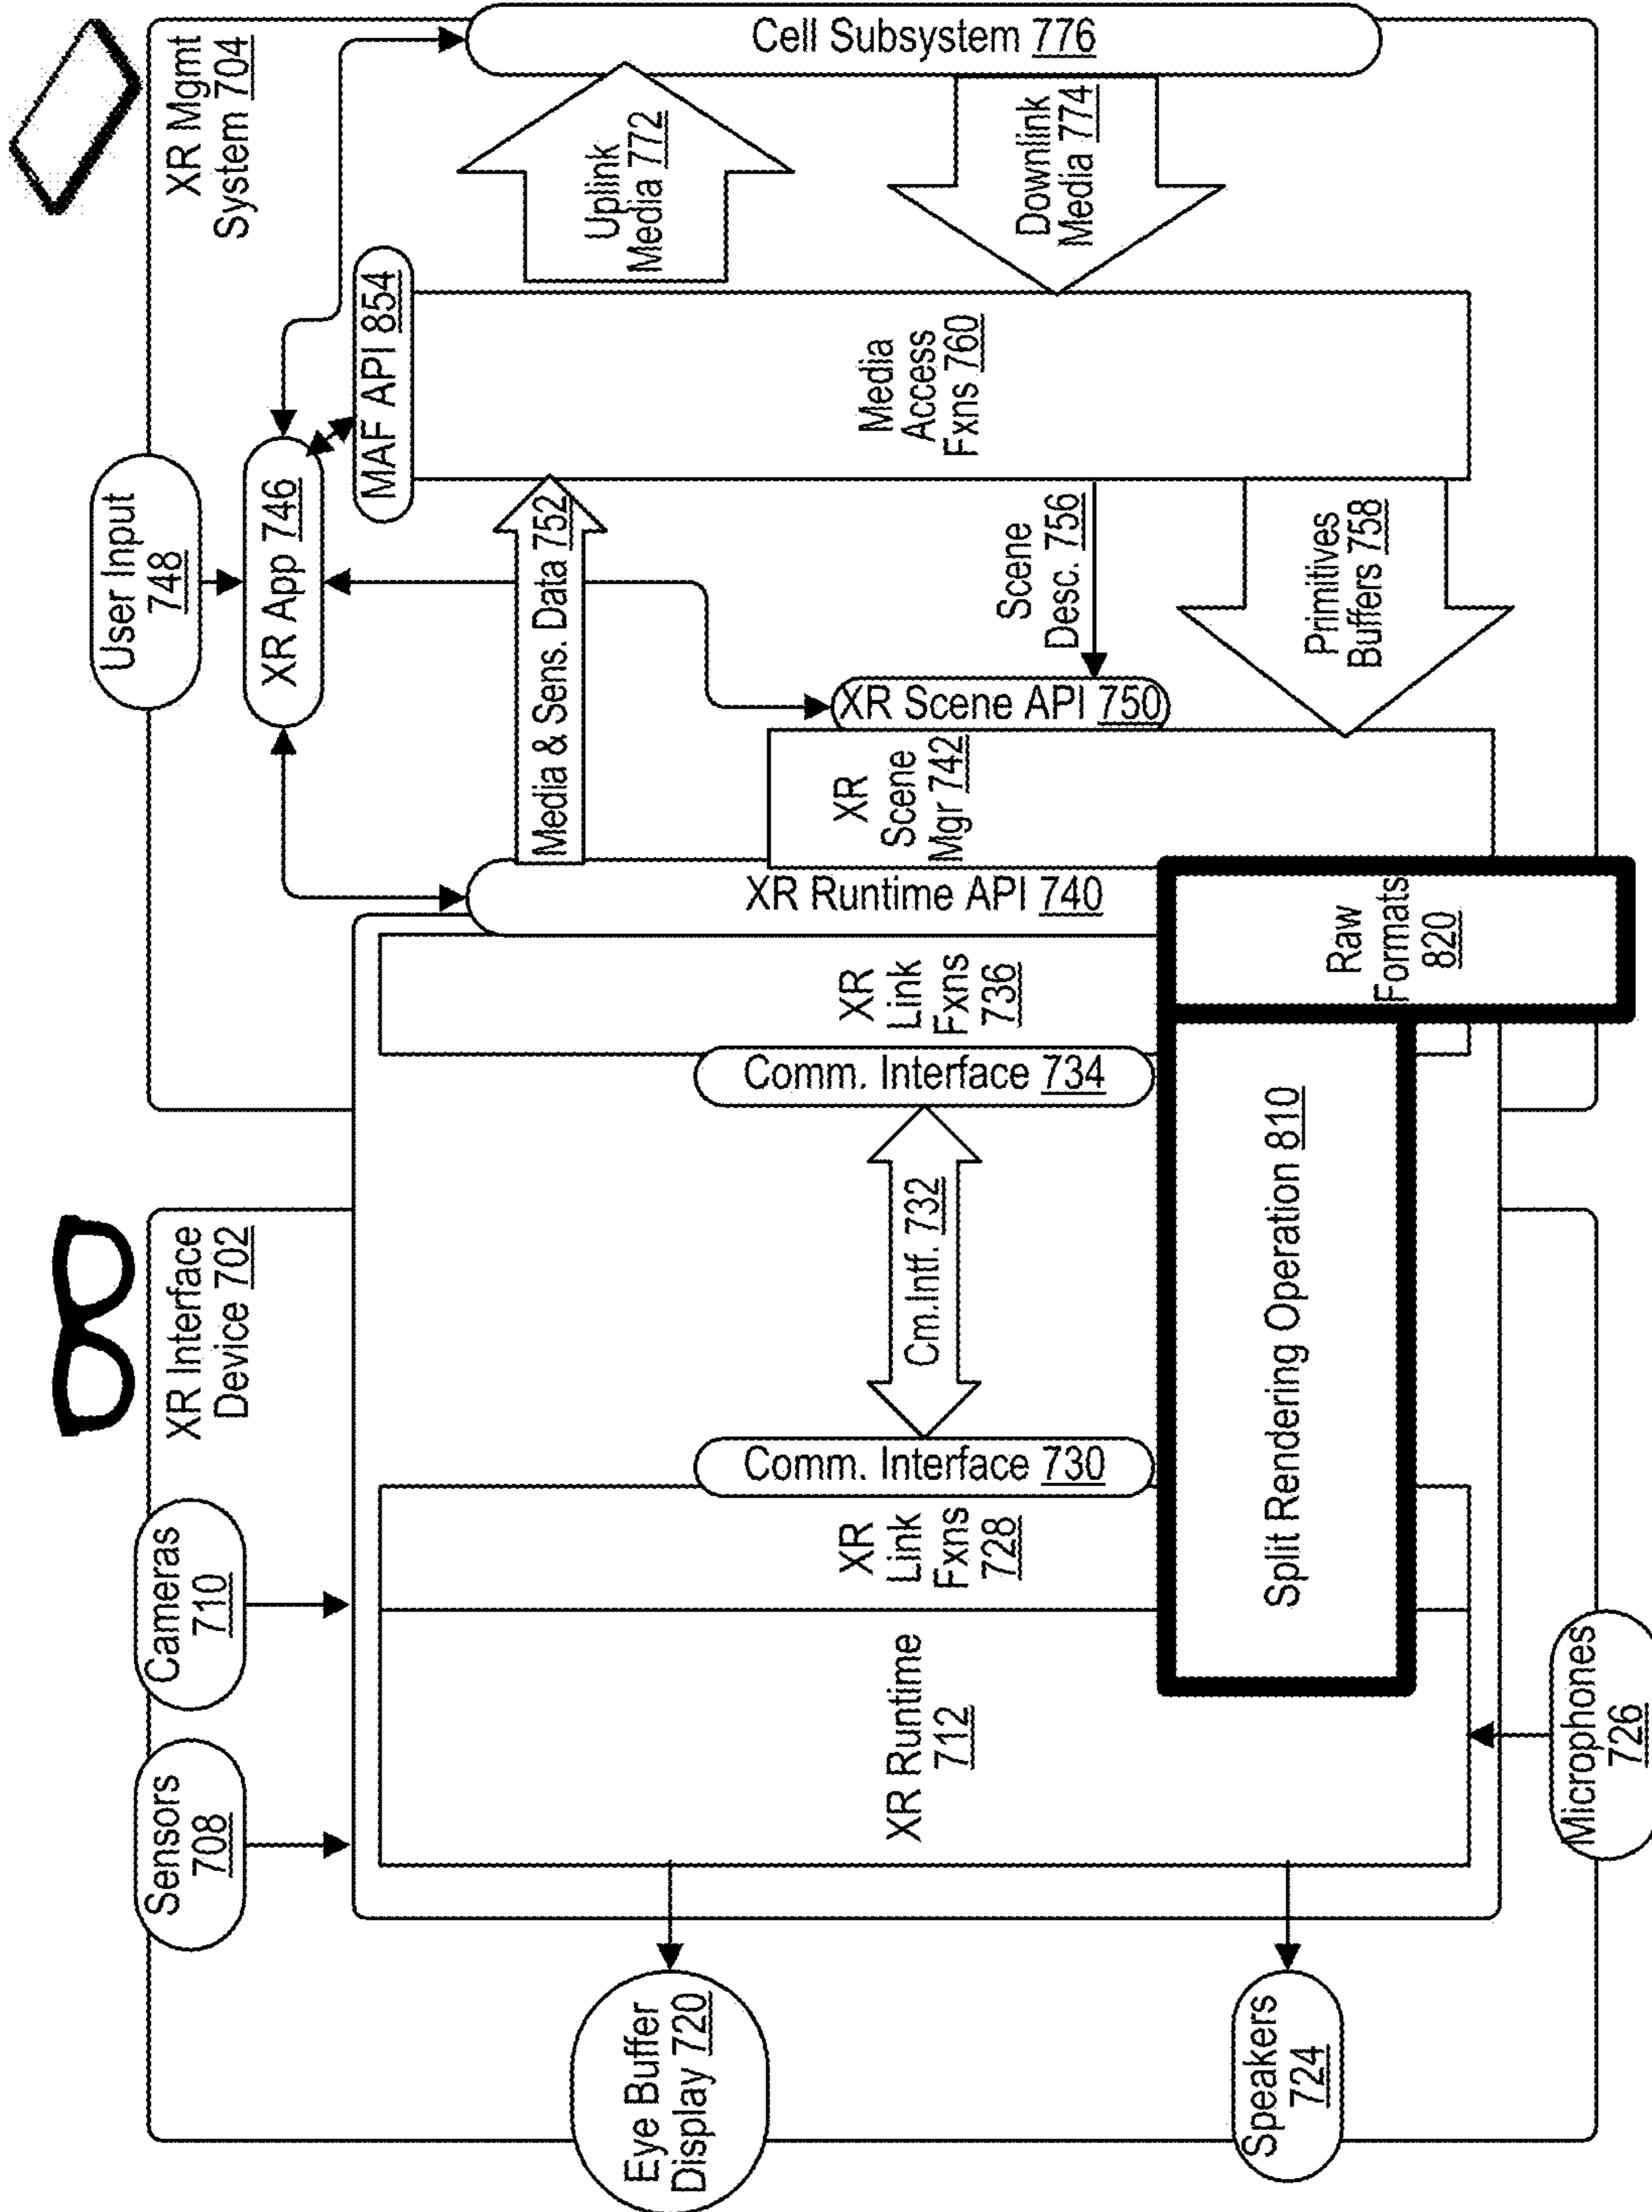 Sensors
708
Cameras
710
XR Interface
Device 702
User Input
748
XR Mgmt
System 704
XR App 746
MAF API 854
Cell Subsystem 776
Uplink
Media 772
Downlink
Media 774
Media
Access
Fxns 760
Media & Sens. Data 752
Scene
Desc. 756
Primitives
Buffers 758
XR Scene API 750
XR
Scene
Mgr 742
XR Runtime API 740
XR
Link
Fxns
736
Comm. Interface 734
Cm.Intf. 732
Comm. Interface 730
XR
Link
Fxns
728
XR Runtime
712
Eye Buffer
Display 720
Speakers
724
Microphones
726
Split Rendering Operation 810
Raw
Formats
820